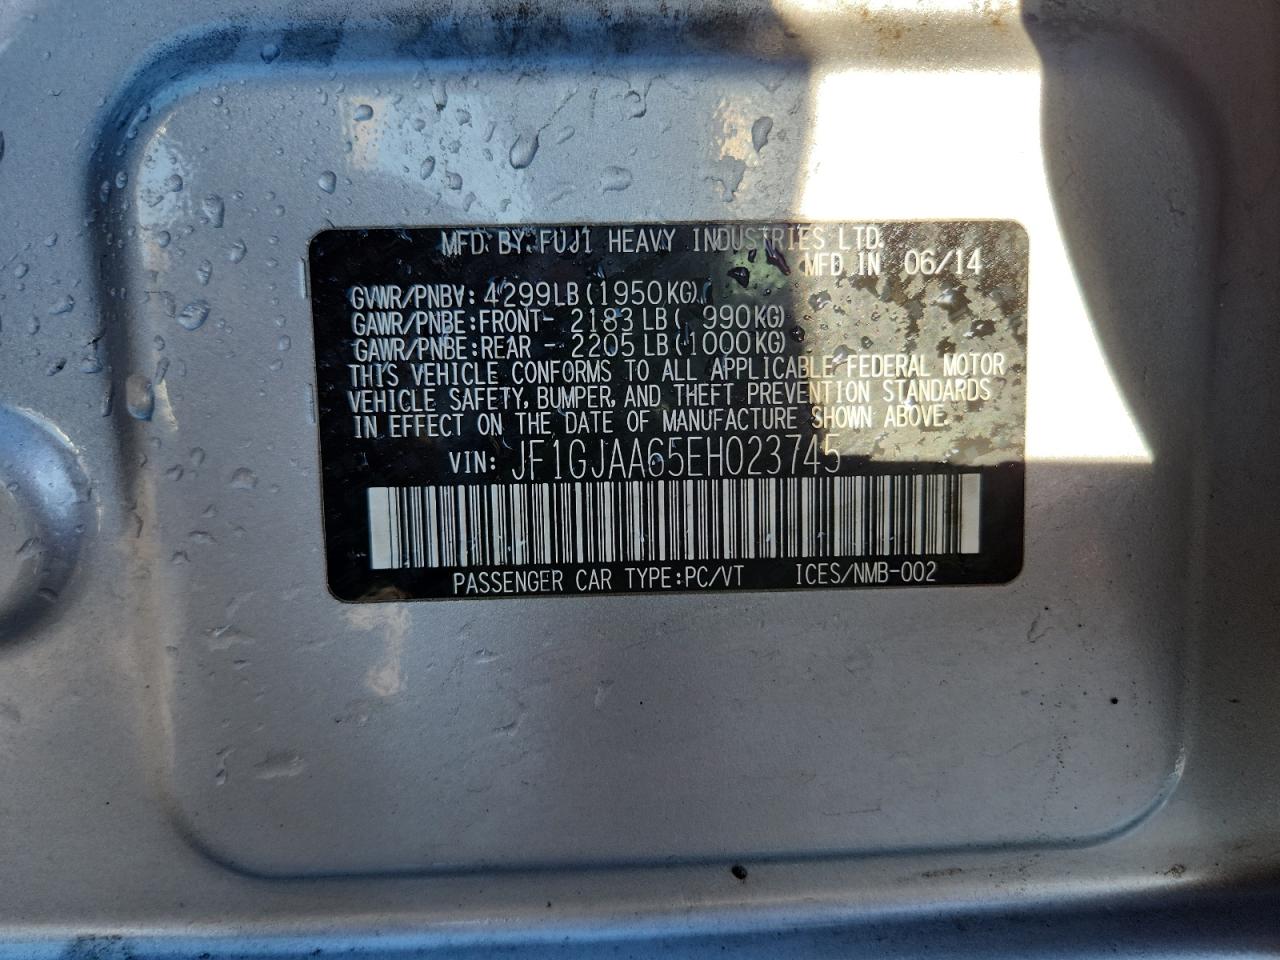 MFD. BY. FUJI HEAVY INDUSTRIES LTD.
MFD IN 06/14
GVWR/PNBV: 4299LB (1950KG)
GAWR/PNBE: FRONT- 2183 LB ( 990KG)
GAWR/PNBE: REAR - 2205 LB (1000KG)
THIS VEHICLE CONFORMS TO ALL APPLICABLE FEDERAL MOTOR
VEHICLE SAFETY, BUMPER, AND THEFT PREVENTION STANDARDS
IN EFFECT ON THE DATE OF MANUFACTURE SHOWN ABOVE.
VIN: JF1GJAA65EH023745
PASSENGER CAR TYPE: PC/VT ICES/NMB-002